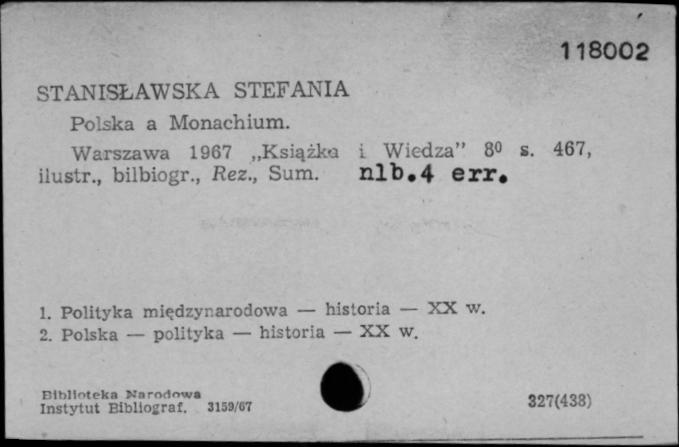 118002
STANISŁAWSKA STEFANIA
Polska a Monachium.
Warszawa 1967 „Książka i Wiedza” 8⁰ s. 467,
ilustr., bilbiogr., Rez., Sum. nlb.4 err.
1. Polityka międzynarodowa — historia — XX w.
2. Polska — polityka — historia — XX w.
Biblioteka Narodowa
Instytut Bibliograf. 3159/67
327(438)